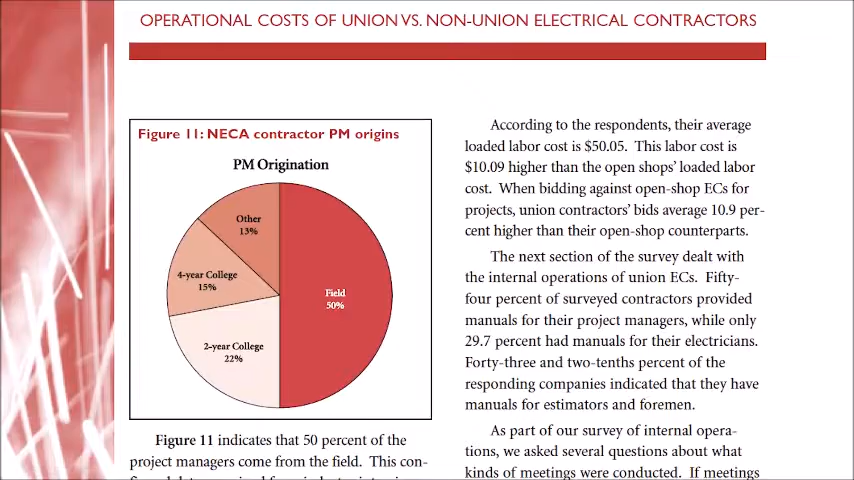 OPERATIONAL COSTS OF UNION VS. NON-UNION ELECTRICAL CONTRACTORS
Figure 11: NECA contractor PM origins
PM Origination
Other
13%
4-year College
15%
Field
50%
2-year College
22%
Figure 11 indicates that 50 percent of the
project managers come from the field. This con-
According to the respondents, their average
loaded labor cost is $50.05. This labor cost is
$10.09 higher than the open shops' loaded labor
cost. When bidding against open-shop ECs for
projects, union contractors' bids average 10.9 per-
cent higher than their open-shop counterparts.
The next section of the survey dealt with
the internal operations of union ECs. Fifty-
four percent of surveyed contractors provided
manuals for their project managers, while only
29.7 percent had manuals for their electricians.
Forty-three and two-tenths percent of the
responding companies indicated that they have
manuals for estimators and foremen.
As part of our survey of internal opera-
tions, we asked several questions about what
kinds of meetings were conducted. If meetings